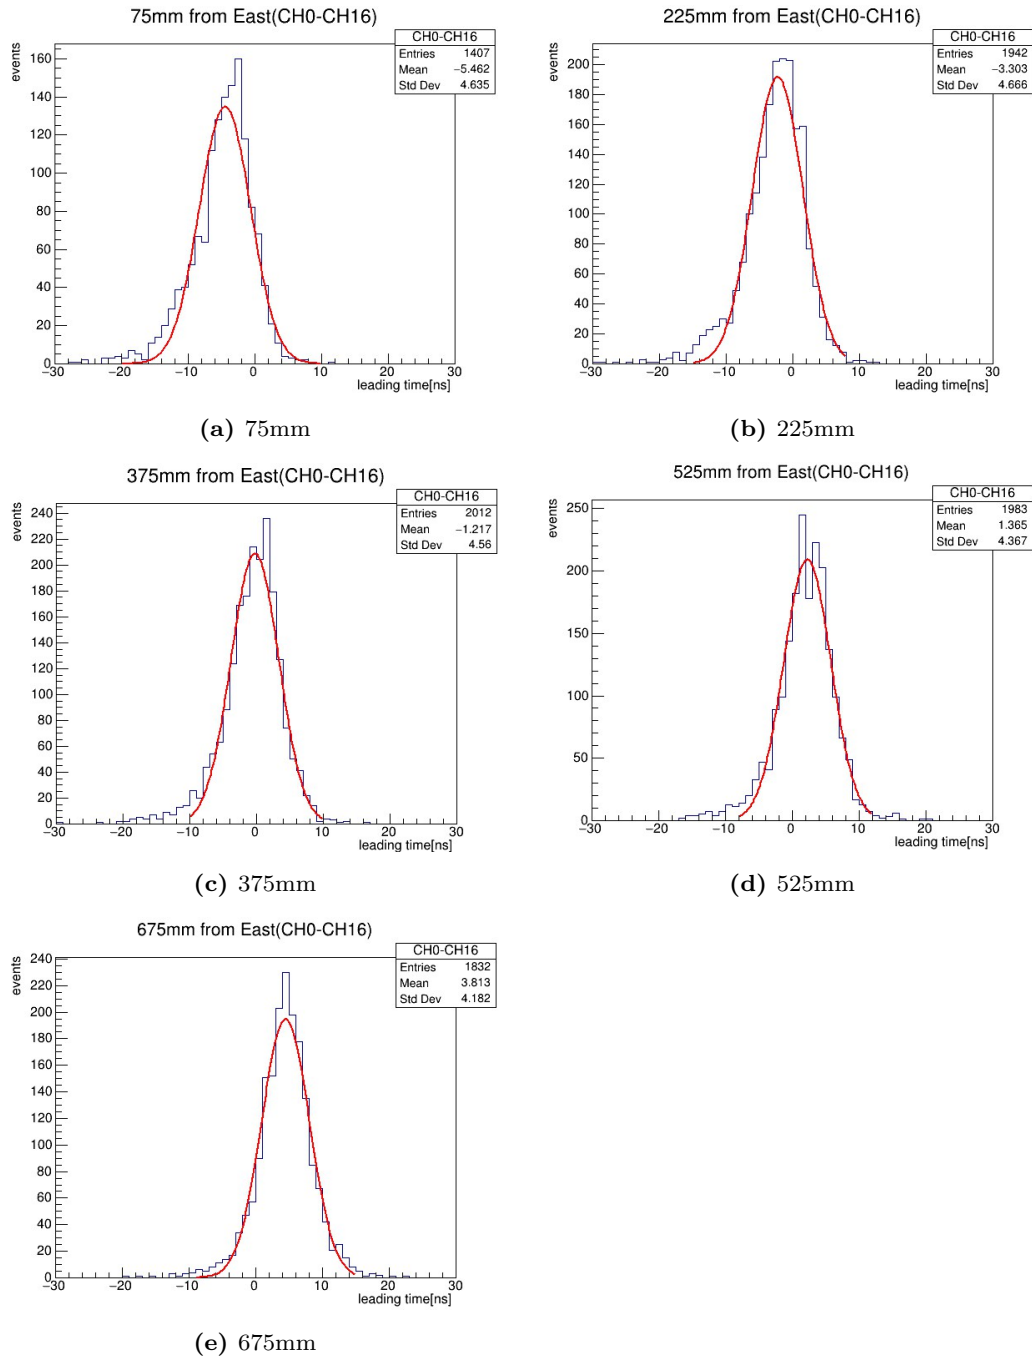 75mm from East(CH0-CH16)
events
CH0-CH16
Entries 1407
Mean −5.462
Std Dev 4.635
160
140
120
100
80
60
40
20
0
−30 −20 −10 0 10 20 30
leading time[ns]
(a) 75mm
225mm from East(CH0-CH16)
events
CH0-CH16
Entries 1942
Mean −3.303
Std Dev 4.666
200
180
160
140
120
100
80
60
40
20
0
−30 −20 −10 0 10 20 30
leading time[ns]
(b) 225mm
375mm from East(CH0-CH16)
events
CH0-CH16
Entries 2012
Mean −1.217
Std Dev 4.56
240
220
200
180
160
140
120
100
80
60
40
20
0
−30 −20 −10 0 10 20 30
leading time[ns]
(c) 375mm
525mm from East(CH0-CH16)
events
CH0-CH16
Entries 1983
Mean 1.365
Std Dev 4.367
250
200
150
100
50
0
−30 −20 −10 0 10 20 30
leading time[ns]
(d) 525mm
675mm from East(CH0-CH16)
events
CH0-CH16
Entries 1832
Mean 3.813
Std Dev 4.182
240
220
200
180
160
140
120
100
80
60
40
20
0
−30 −20 −10 0 10 20 30
leading time[ns]
(e) 675mm